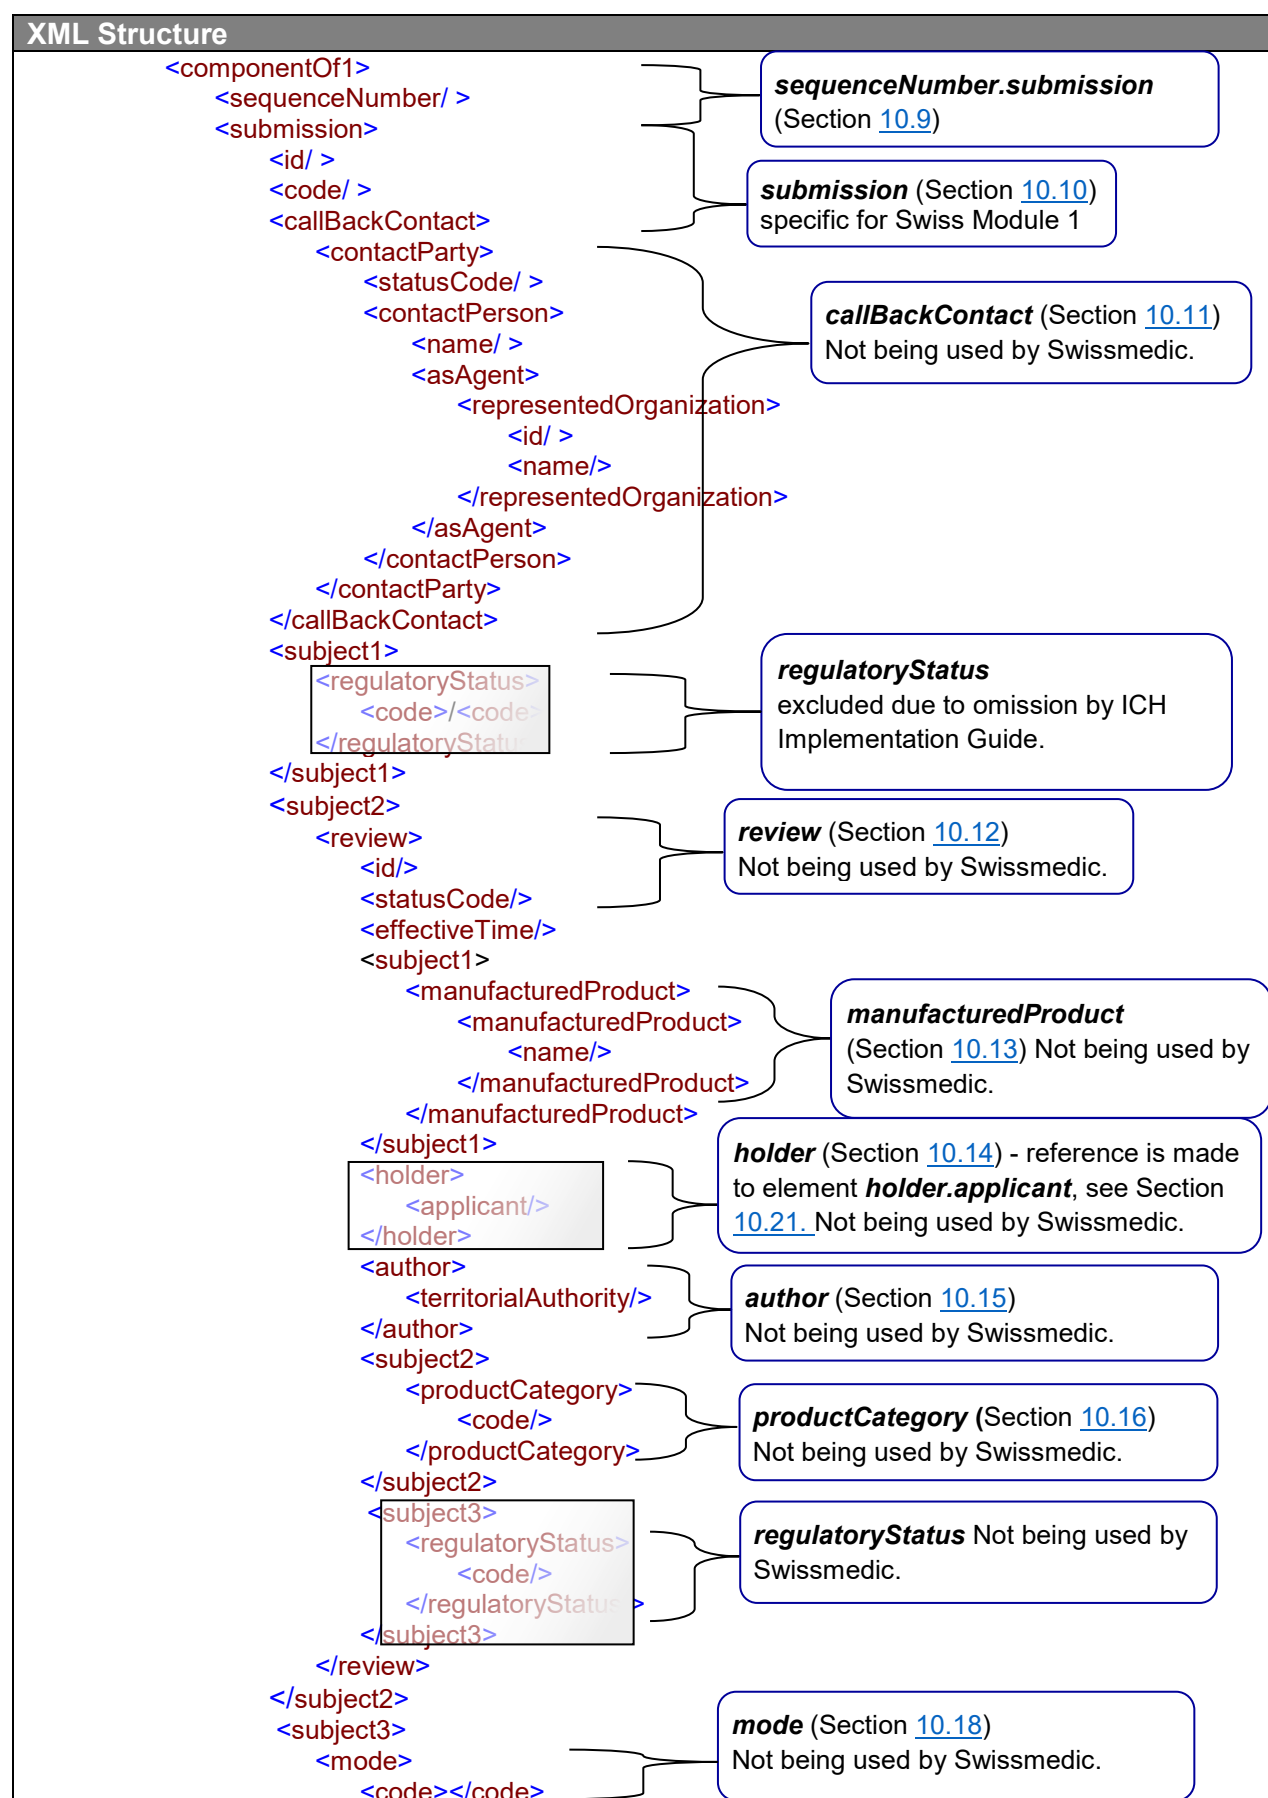 XML Structure
<componentOf1>
<sequenceNumber/ >
<submission>
<id/ >
<code/ >
<callBackContact>
<contactParty>
<statusCode/ >
<contactPerson>
<name/ >
<asAgent>
<representedOrganization>
<id/ >
<name/>
</representedOrganization>
</asAgent>
</contactPerson>
</contactParty>
</callBackContact>
<subject1>
<regulatoryStatus>
<code>/<code>
</regulatoryStatus
</subject1>
<subject2>
<review>
<id/>
<statusCode/>
<effectiveTime/>
<subject1>
<manufacturedProduct>
<manufacturedProduct>
<name/>
</manufacturedProduct>
</manufacturedProduct>
</subject1>
<holder>
<applicant/>
</holder>
<author>
<territorialAuthority/>
</author>
<subject2>
<productCategory>
<code/>
</productCategory>
</subject2>
<subject3>
<regulatoryStatus>
<code/>
</regulatoryStatus>
</subject3>
</review>
</subject2>
<subject3>
<mode>
<code></code>
sequenceNumber.submission
(Section 10.9)
submission (Section 10.10)
specific for Swiss Module 1
callBackContact (Section 10.11)
Not being used by Swissmedic.
regulatoryStatus
excluded due to omission by ICH
Implementation Guide.
review (Section 10.12)
Not being used by Swissmedic.
manufacturedProduct
(Section 10.13) Not being used by
Swissmedic.
holder (Section 10.14) - reference is made
to element holder.applicant, see Section
10.21. Not being used by Swissmedic.
author (Section 10.15)
Not being used by Swissmedic.
productCategory (Section 10.16)
Not being used by Swissmedic.
regulatoryStatus Not being used by
Swissmedic.
mode (Section 10.18)
Not being used by Swissmedic.